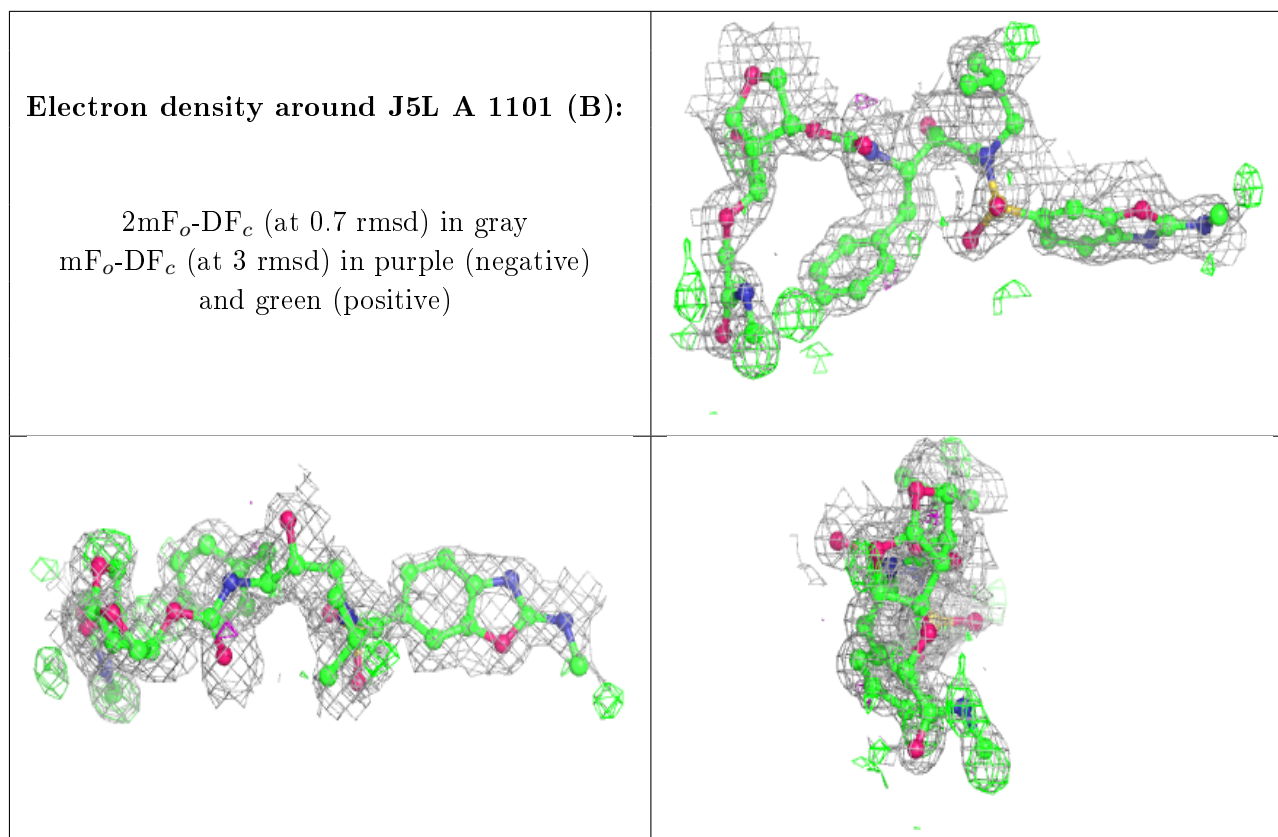 Electron density around J5L A 1101 (B):
2mFₒ-DF𝒸 (at 0.7 rmsd) in gray
mFₒ-DF𝒸 (at 3 rmsd) in purple (negative)
and green (positive)